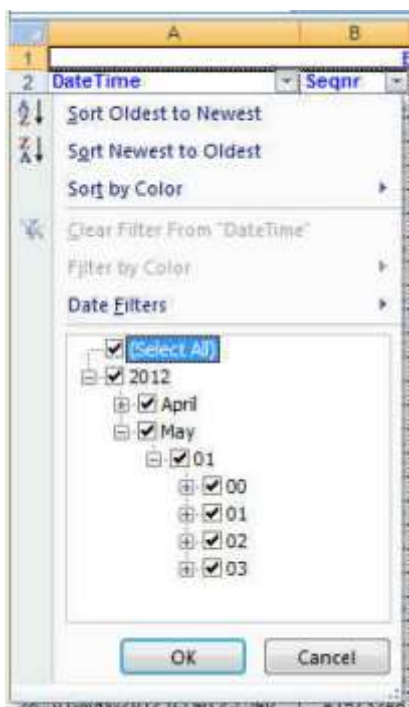 A B
1
2 DateTime Seqnr
Sort Oldest to Newest
Sort Newest to Oldest
Sort by Color
Clear Filter From "DateTime"
Filter by Color
Date Filters
(Select All)
2012
April
May
01
00
01
02
03
OK Cancel